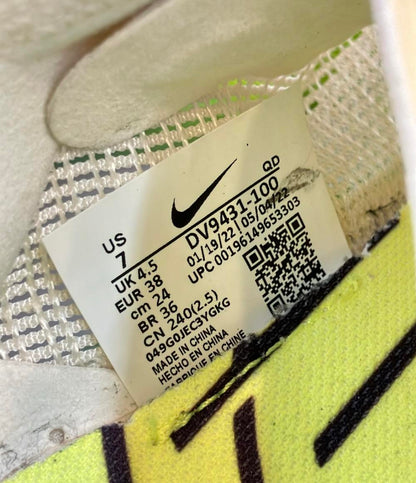 QD
US
7
DV9431-100
UK 4,5
01/19/22 | 05/04/22
EUR 38
UPC 00196149653303
cm 24
BR 36
CN 240(2.5)
049G0JEC3YGKG
MADE IN CHINA
HECHO EN CHINA
FABRIQUE EN CHINE